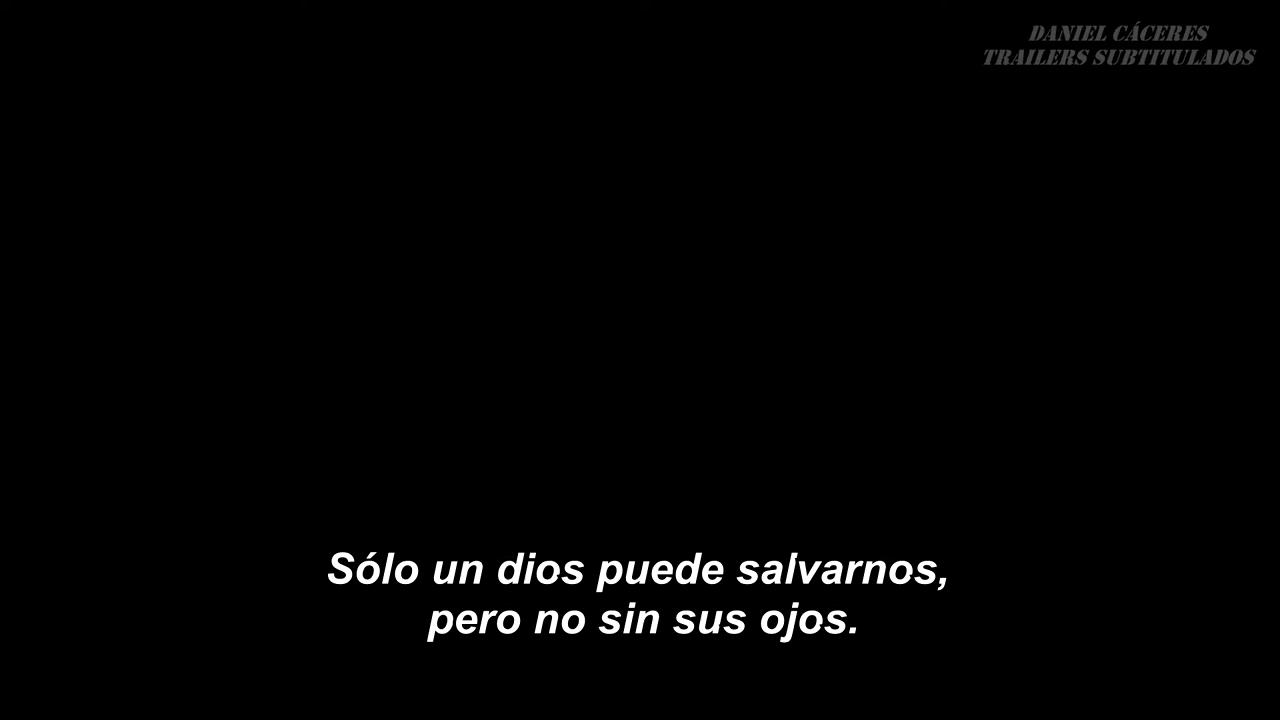 DANIEL CÁCERES
TRAILERS SUBTITULADOS
Sólo un dios puede salvarnos,
pero no sin sus ojos.